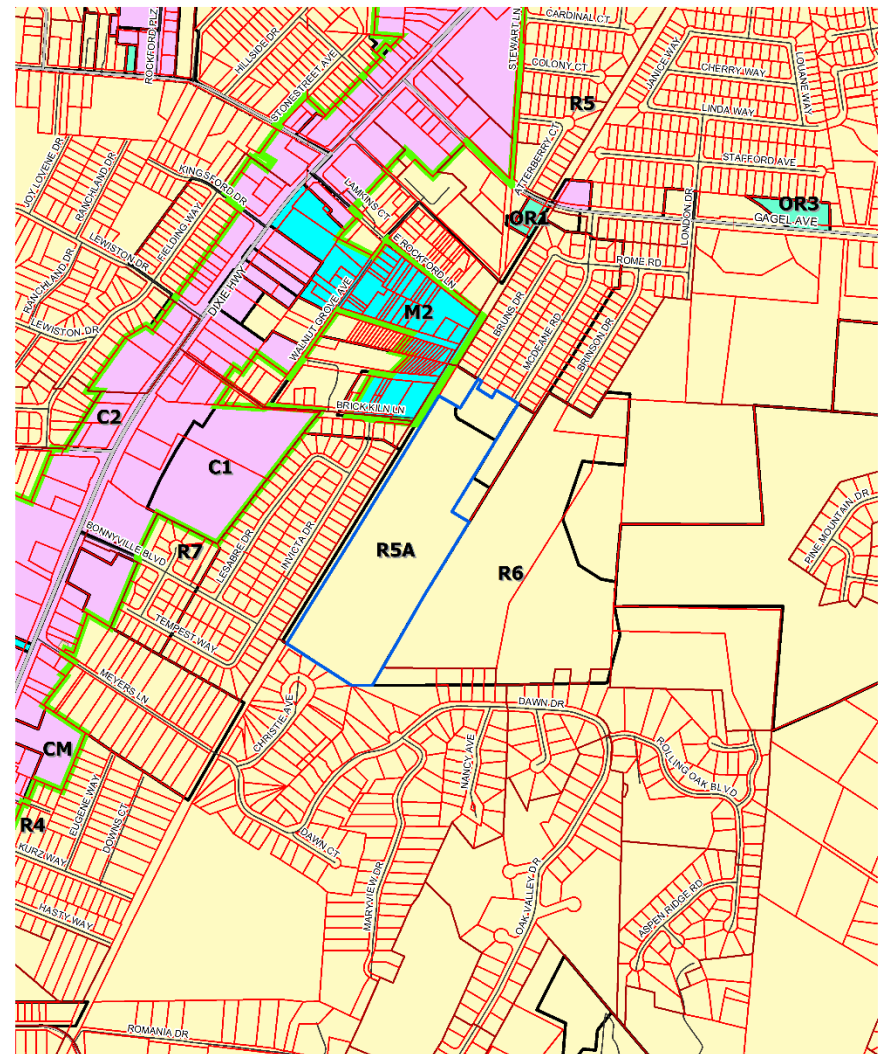 ROCKFORD PLZ
HILLSIDE DR
STONESTREET AVE
STEWART LN
CARDINAL CT
COLONY CT
JANICE WAY
CHERRY WAY
LOUANE WAY
R5
LINDA WAY
STAFFORD AVE
ATTERBERRY CT
JOY LOVENE DR
RANCHLAND DR
KINGSFORD DR
FIELDING WAY
LAMKINS CT
OR1
OR3
GAGEL AVE
LONDON DR
LEWISTON DR
DIXIE HWY
E ROCKFORD LN
ROME RD
RANCHLAND DR
LEWISTON DR
WALNUT GROVE AVE
M2
BRUNS DR
MCDEANE RD
BRINSON DR
BRICK KILN LN
C2
C1
LESABRE DR
INVICTA DR
PINE MOUNTAIN DR
BONNYVILLE BLVD
R7
R5A
R6
TEMPEST WAY
MEYERS LN
CHRISTIE AVE
DAWN DR
NANCY AVE
ROLLING OAK BLVD
CM
EUGENE WAY
DOWNS CT
R4
KURZ WAY
DAWN CT
MARYVIEW DR
OAK VALLEY DR
ASPEN RIDGE RD
HASTY WAY
ROMANIA DR